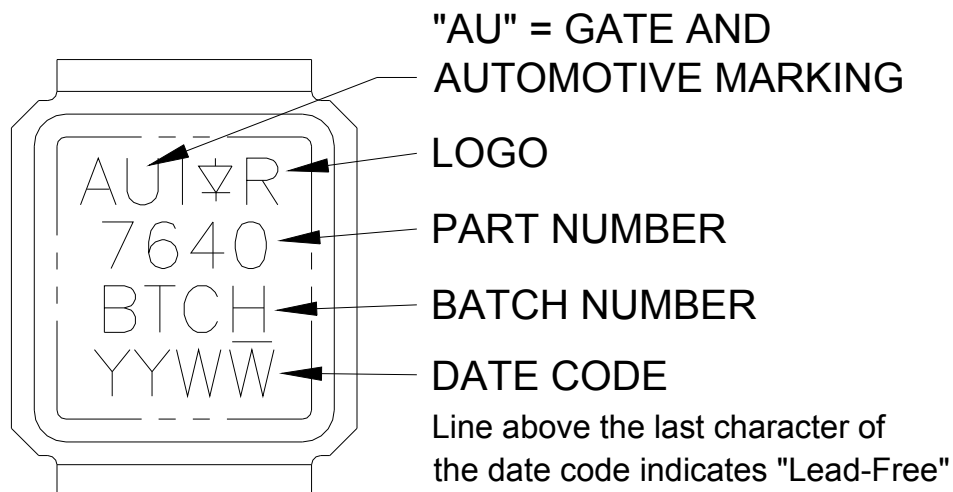 "AU" = GATE AND
AUTOMOTIVE MARKING
AUI R
LOGO
7640
PART NUMBER
BTCH
BATCH NUMBER
YYWW̅
DATE CODE
Line above the last character of
the date code indicates "Lead-Free"